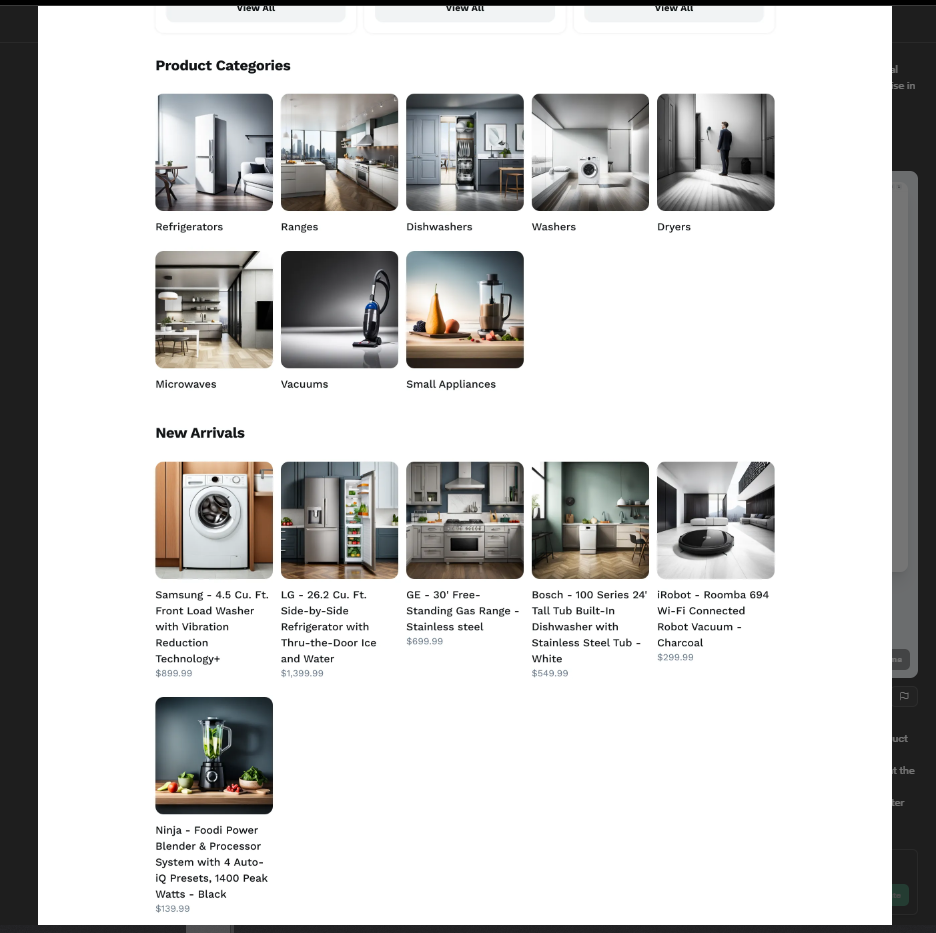 View All
View All
View All
Product Categories
Refrigerators
Ranges
Dishwashers
Washers
Dryers
Microwaves
Vacuums
Small Appliances
New Arrivals
Samsung - 4.5 Cu. Ft.
Front Load Washer
with Vibration
Reduction
Technology+
$899.99
LG - 26.2 Cu. Ft.
Side-by-Side
Refrigerator with
Thru-the-Door Ice
and Water
$1,399.99
GE - 30' Free-
Standing Gas Range -
Stainless steel
$699.99
Bosch - 100 Series 24'
Tall Tub Built-In
Dishwasher with
Stainless Steel Tub -
White
$549.99
iRobot - Roomba 694
Wi-Fi Connected
Robot Vacuum -
Charcoal
$299.99
Ninja - Foodi Power
Blender & Processor
System with 4 Auto-
iQ Presets, 1400 Peak
Watts - Black
$139.99
in
the